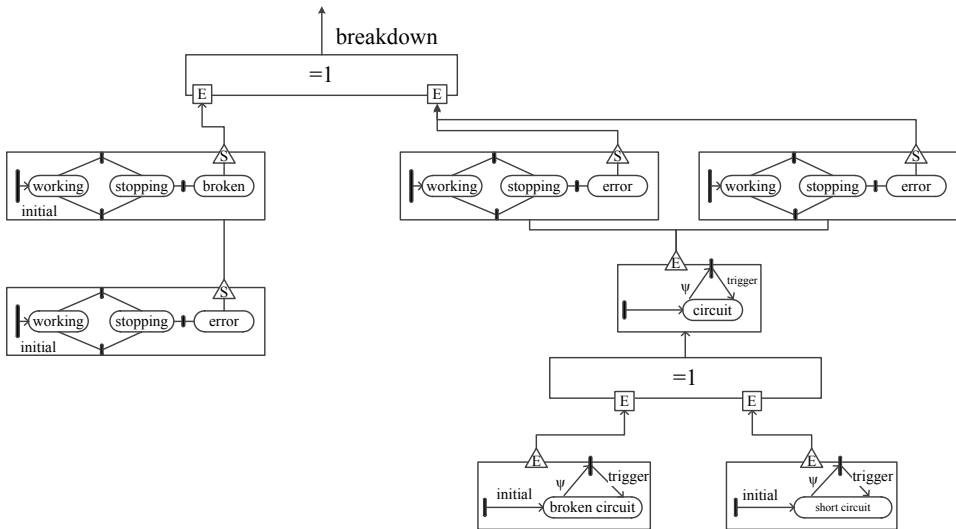 breakdown
=1
E E
S S S
working stopping broken working stopping error working stopping error
initial
E
ψ trigger
S
circuit
working stopping error
initial
=1
E E
E E
initial ψ trigger initial ψ trigger
broken circuit short circuit